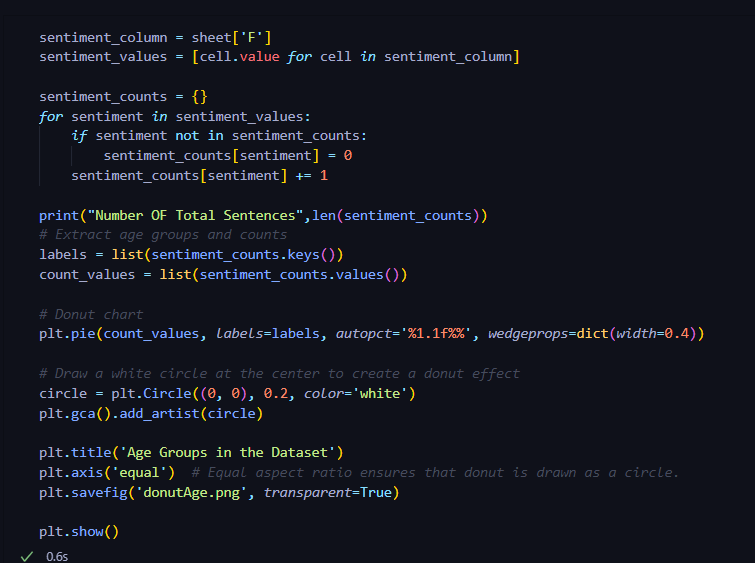 sentiment_column = sheet['F']
sentiment_values = [cell.value for cell in sentiment_column]
sentiment_counts = {}
for sentiment in sentiment_values:
if sentiment not in sentiment_counts:
sentiment_counts[sentiment] = 0
sentiment_counts[sentiment] += 1
print("Number OF Total Sentences",len(sentiment_counts))
# Extract age groups and counts
labels = list(sentiment_counts.keys())
count_values = list(sentiment_counts.values())
# Donut chart
plt.pie(count_values, labels=labels, autopct='%1.1f%%', wedgeprops=dict(width=0.4))
# Draw a white circle at the center to create a donut effect
circle = plt.Circle((0, 0), 0.2, color='white')
plt.gca().add_artist(circle)
plt.title('Age Groups in the Dataset')
plt.axis('equal')  # Equal aspect ratio ensures that donut is drawn as a circle.
plt.savefig('donutAge.png', transparent=True)
plt.show()
0.6s